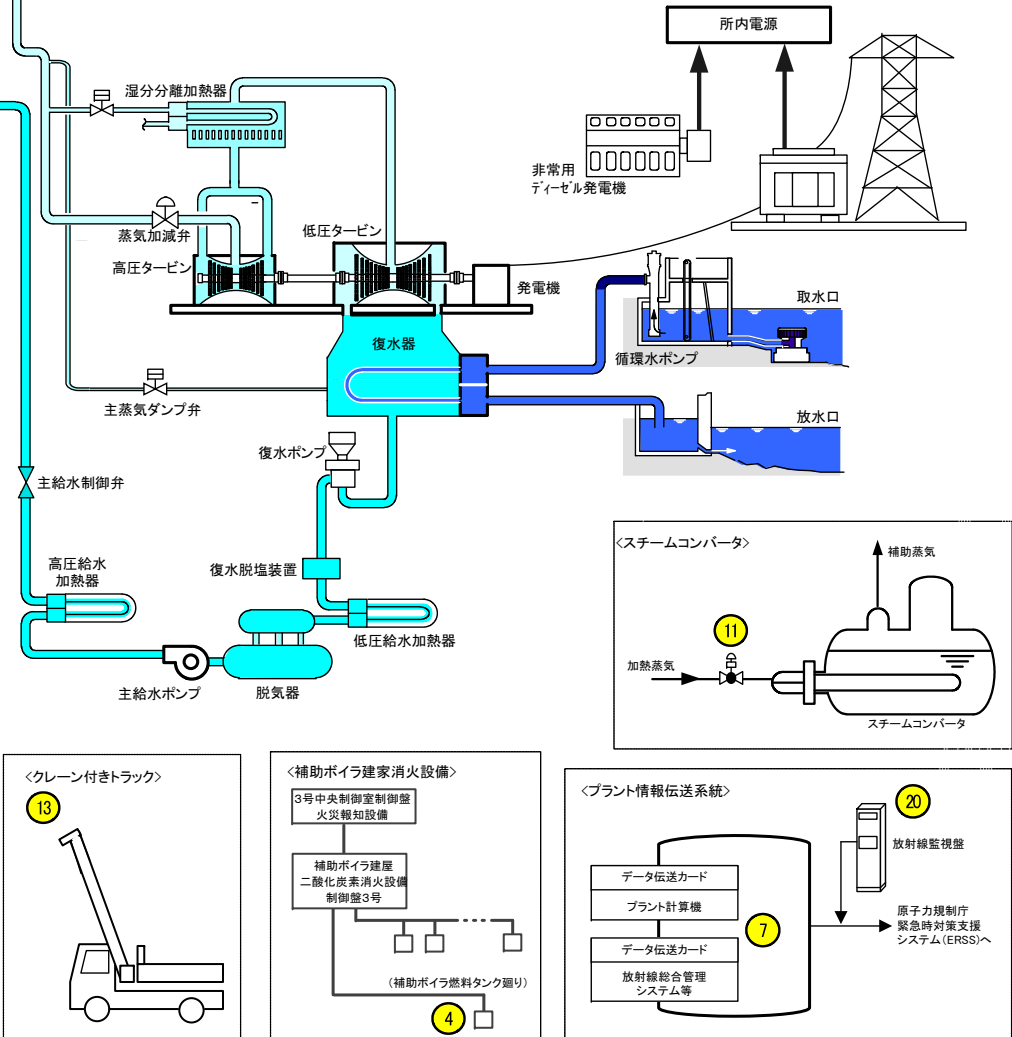 所内電源
湿分分離加熱器
非常用
ディーゼル発電機
蒸気加減弁
低圧タービン
高圧タービン
発電機
取水口
復水器
循環水ポンプ
主蒸気ダンプ弁
放水口
復水ポンプ
主給水制御弁
<スチームコンバータ>
補助蒸気
高圧給水
加熱器
復水脱塩装置
11
低圧給水加熱器
加熱蒸気
主給水ポンプ
脱気器
スチームコンバータ
<クレーン付きトラック>
13
<補助ボイラ建家消火設備>
3号中央制御室制御盤
火災報知設備
補助ボイラ建屋
二酸化炭素消火設備
制御盤3号
(補助ボイラ燃料タンク廻り)
4
<プラント情報伝送系統>
20
放射線監視盤
データ伝送カード
プラント計算機
7
データ伝送カード
放射線総合管理
システム等
原子力規制庁
緊急時対策支援
システム(ERSS)へ